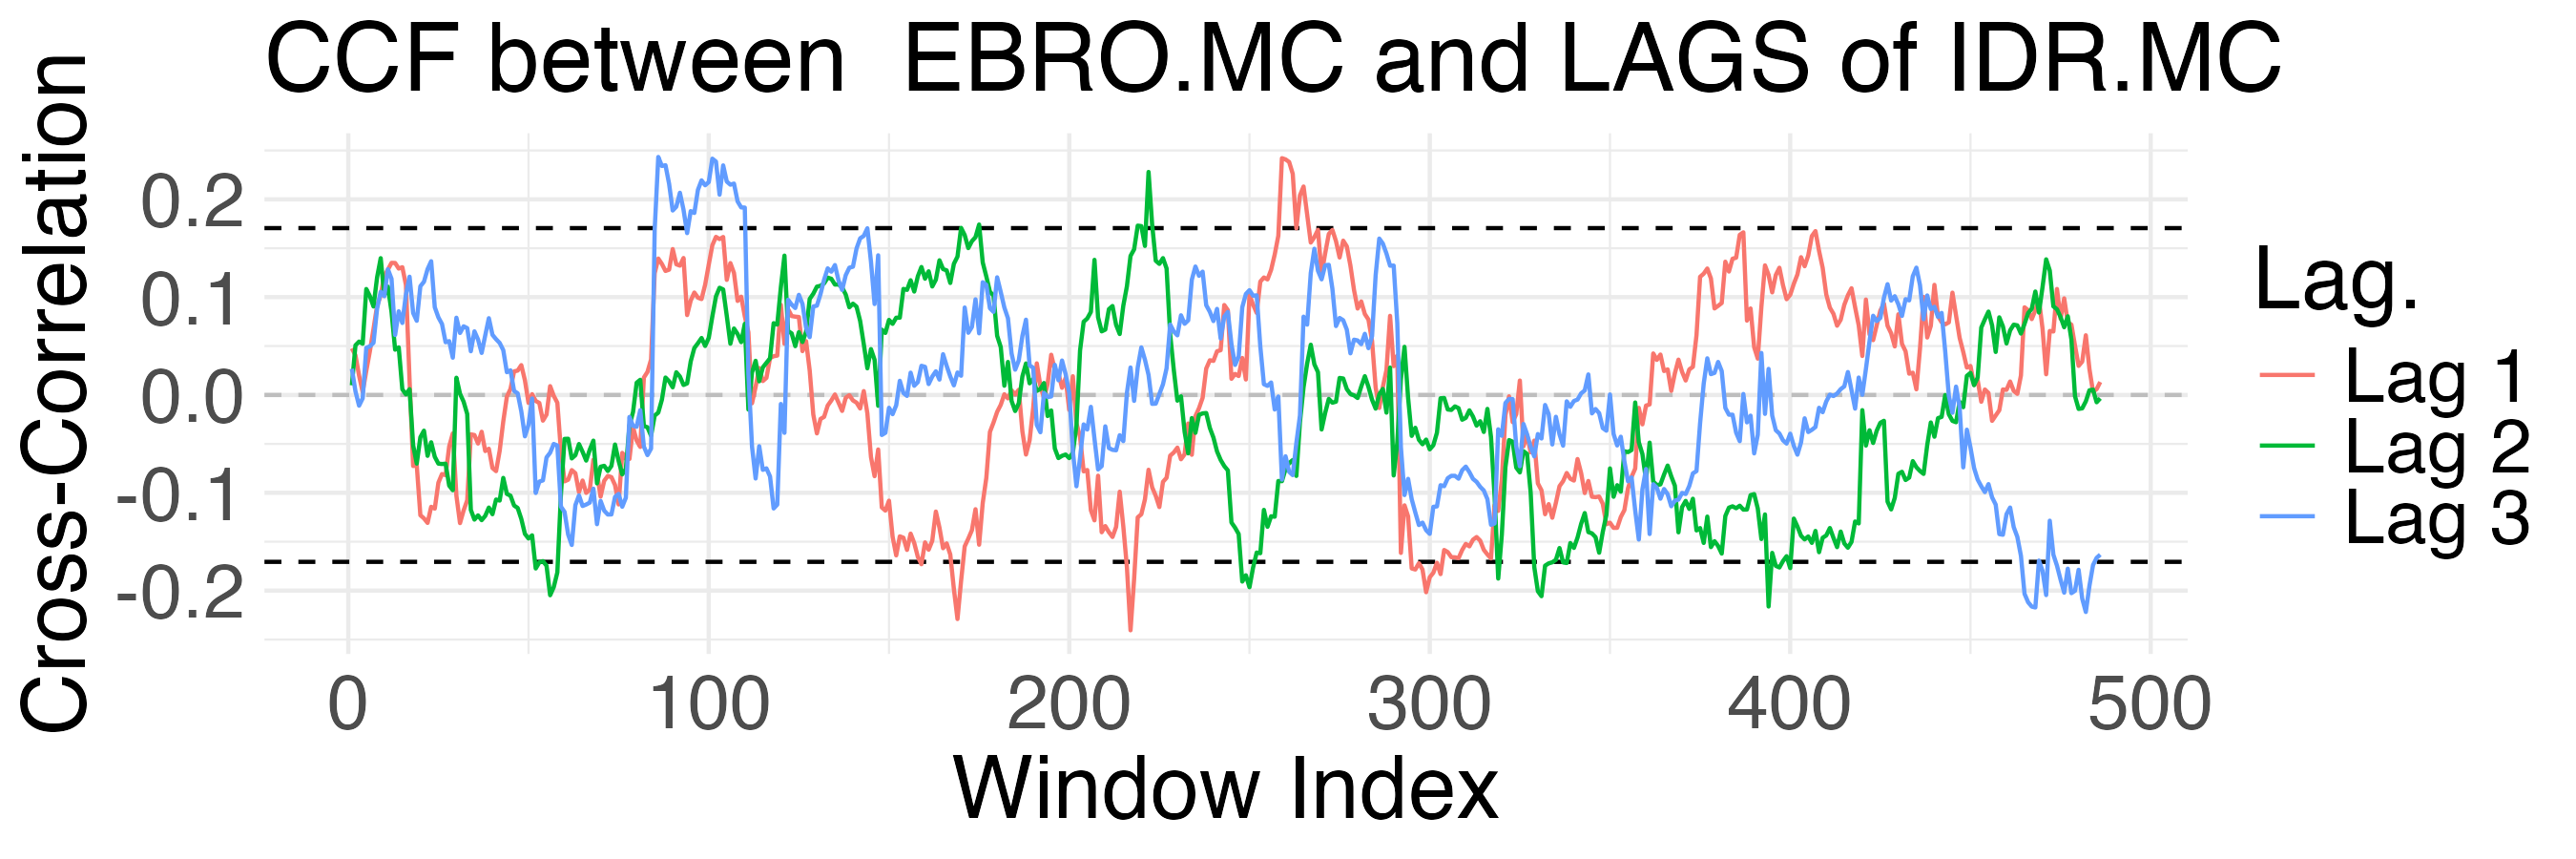 CCF between  EBRO.MC and LAGS of IDR.MC
Cross-Correlation
0.2
0.1
0.0
-0.1
-0.2
0 100 200 300 400 500
Window Index
Lag.
Lag 1
Lag 2
Lag 3